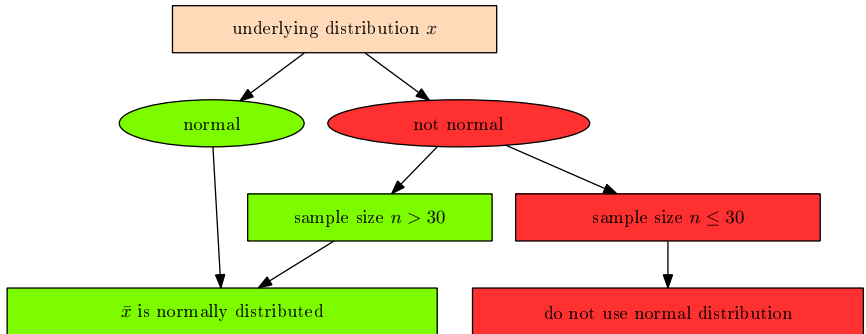 underlying distribution x
normal
not normal
sample size n > 30
sample size n ≤ 30
x̄ is normally distributed
do not use normal distribution